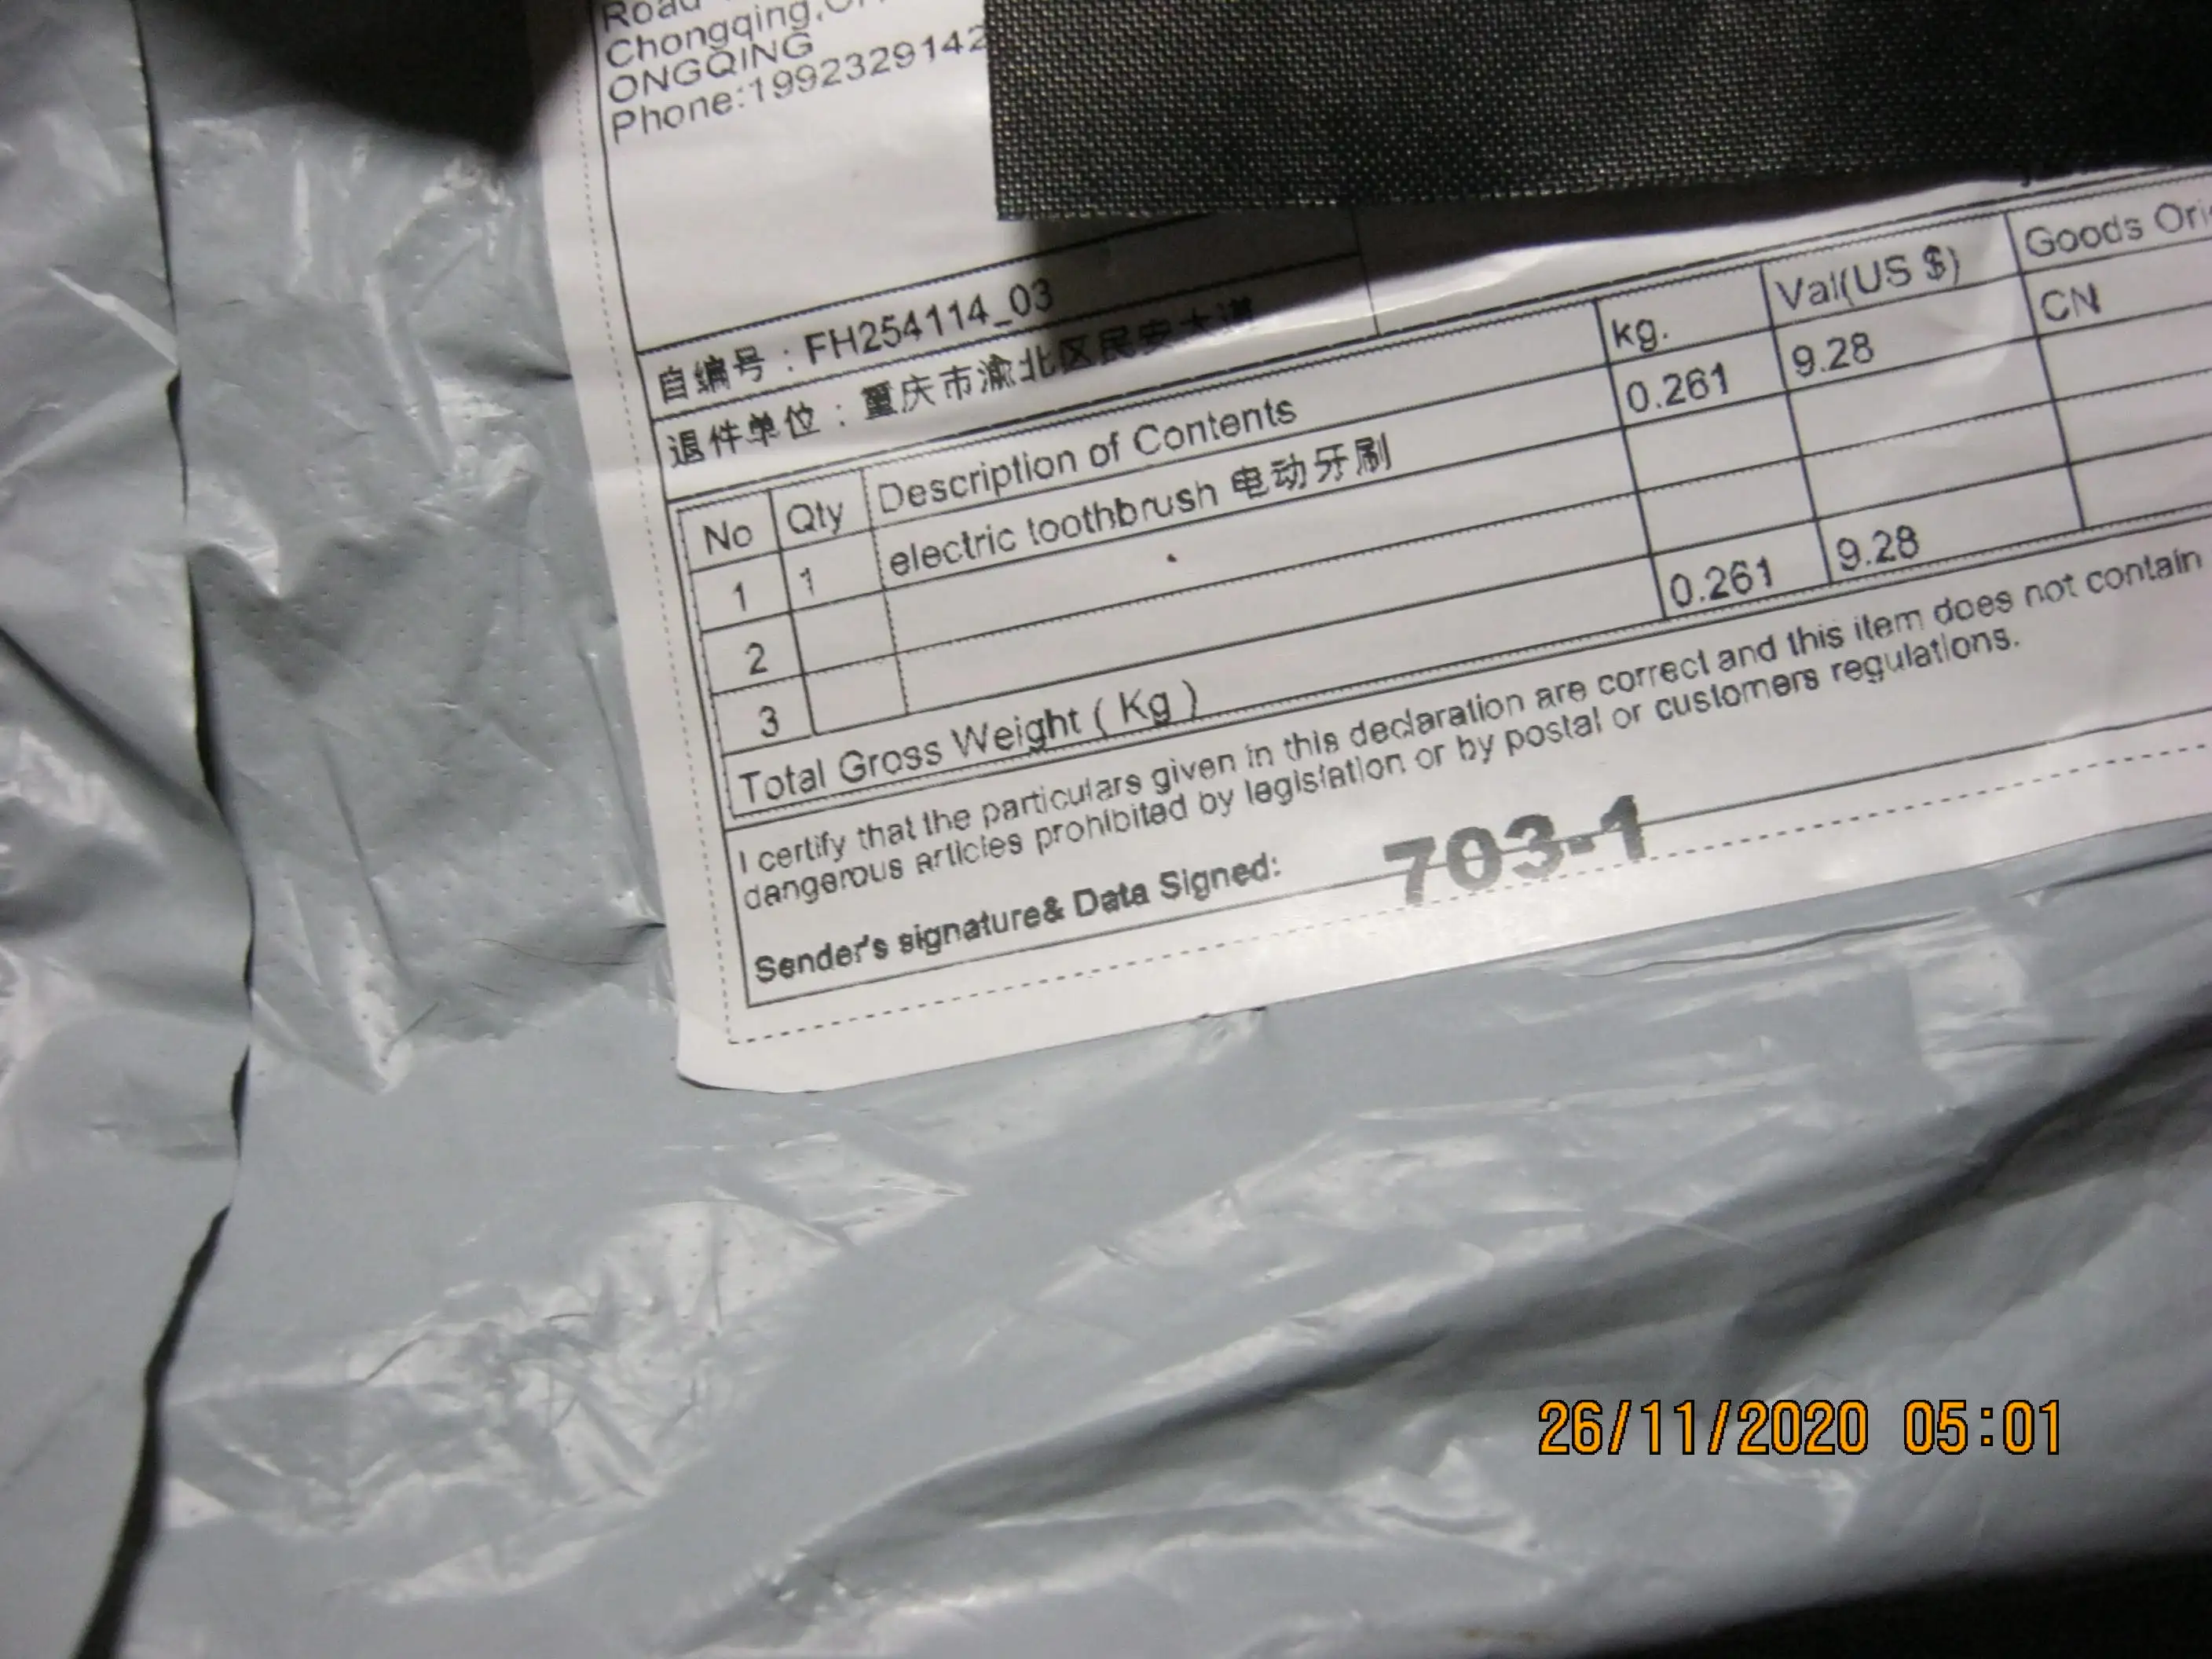 Road
Chongqing,
ONGQING
Phone:1992329142
自编号：FH254114_03
退件单位：重庆市渝北区民安大道
No Qty Description of Contents kg. Val(US $) Goods Ori
1 1 electric toothbrush 电动牙刷 0.261 9.28 CN
2
3
Total Gross Weight ( Kg ) 0.261 9.28
I certify that the particulars given in this declaration are correct and this item does not contain
dangerous articles prohibited by legislation or by postal or customers regulations.
Sender's signature& Data Signed: 703-1
26/11/2020 05:01